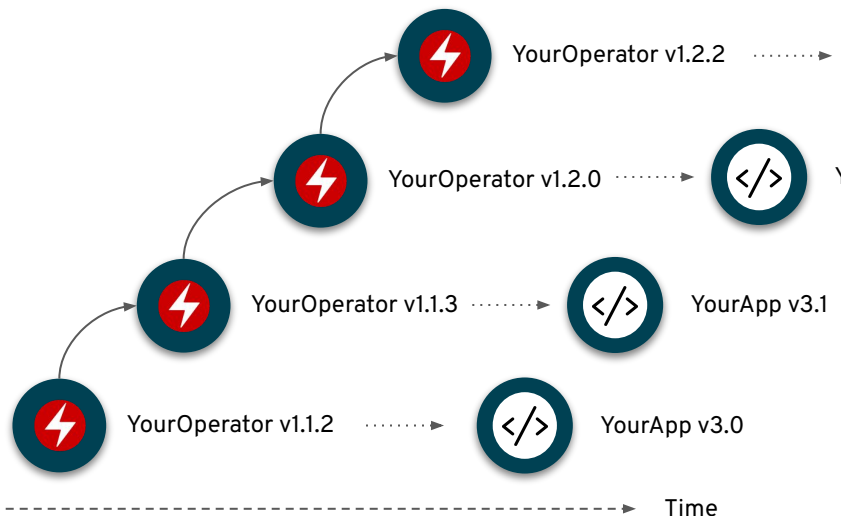 YourOperator v1.2.2
YourOperator v1.2.0
</>
Y
YourOperator v1.1.3
</>
YourApp v3.1
YourOperator v1.1.2
</>
YourApp v3.0
Time